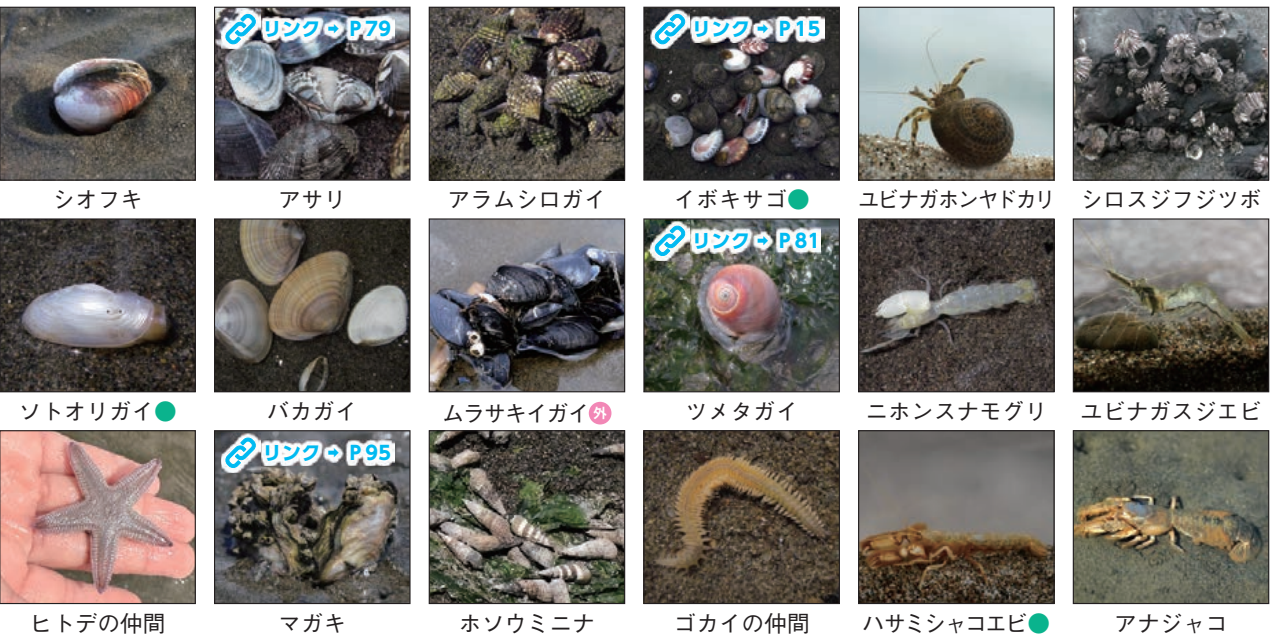 リンク➡P79
リンク➡P15
シオフキ
アサリ
アラムシロガイ
イボキサゴ●
ユビナガホンヤドカリ
シロスジフジツボ
リンク➡P81
ソトオリガイ●
バカガイ
ムラサキイガイ外
ツメタガイ
ニホンスナモグリ
ユビナガスジエビ
リンク➡P95
ヒトデの仲間
マガキ
ホソウミニナ
ゴカイの仲間
ハサミシャコエビ●
アナジャコ